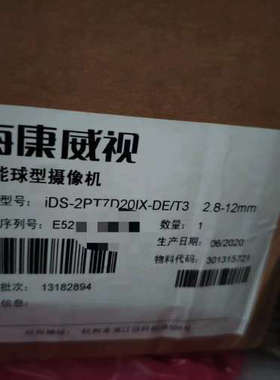 海康威视
能球型摄像机
型号: iDS-2PT7D20IX-DE/T3 2.8-12mm
序列号: E52 数量: 1
生产日期: 06/2020
批次: 13182894 物料代码: 301315721
信息: